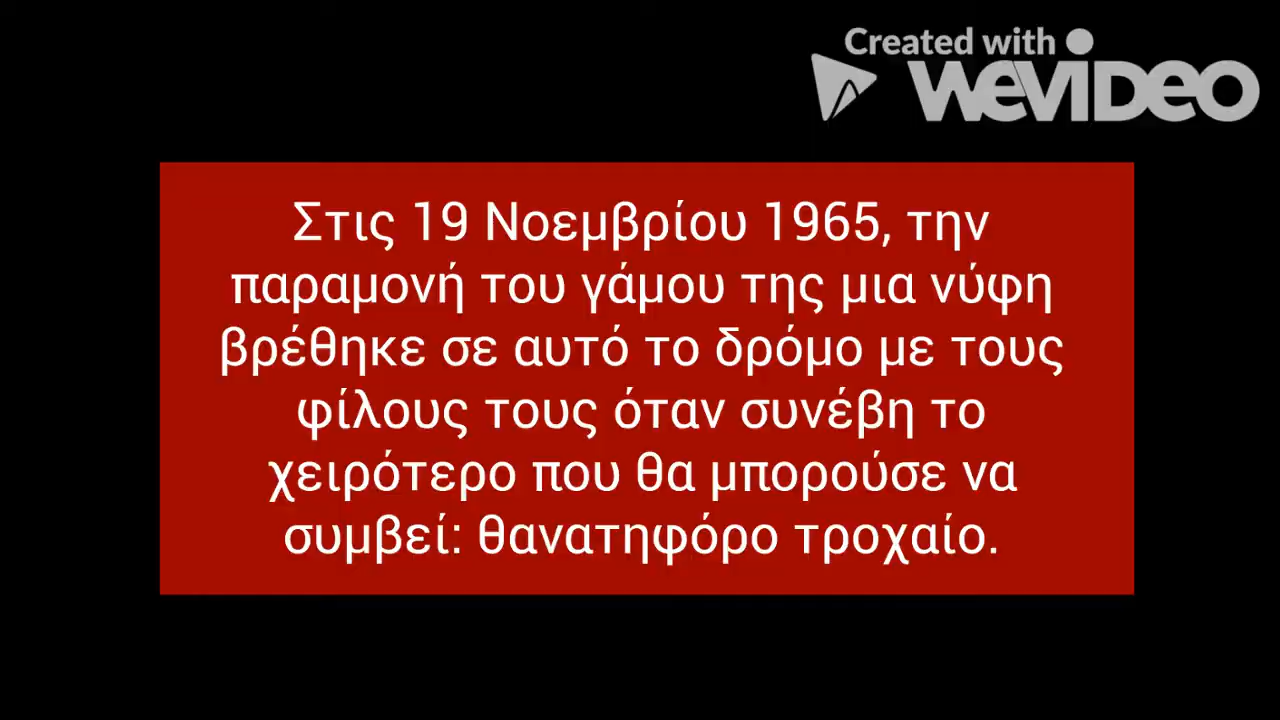 Created with
WeVideo
Στις 19 Νοεμβρίου 1965, την
παραμονή του γάμου της μια νύφη
βρέθηκε σε αυτό το δρόμο με τους
φίλους τους όταν συνέβη το
χειρότερο που θα μπορούσε να
συμβεί: θανατηφόρο τροχαίο.